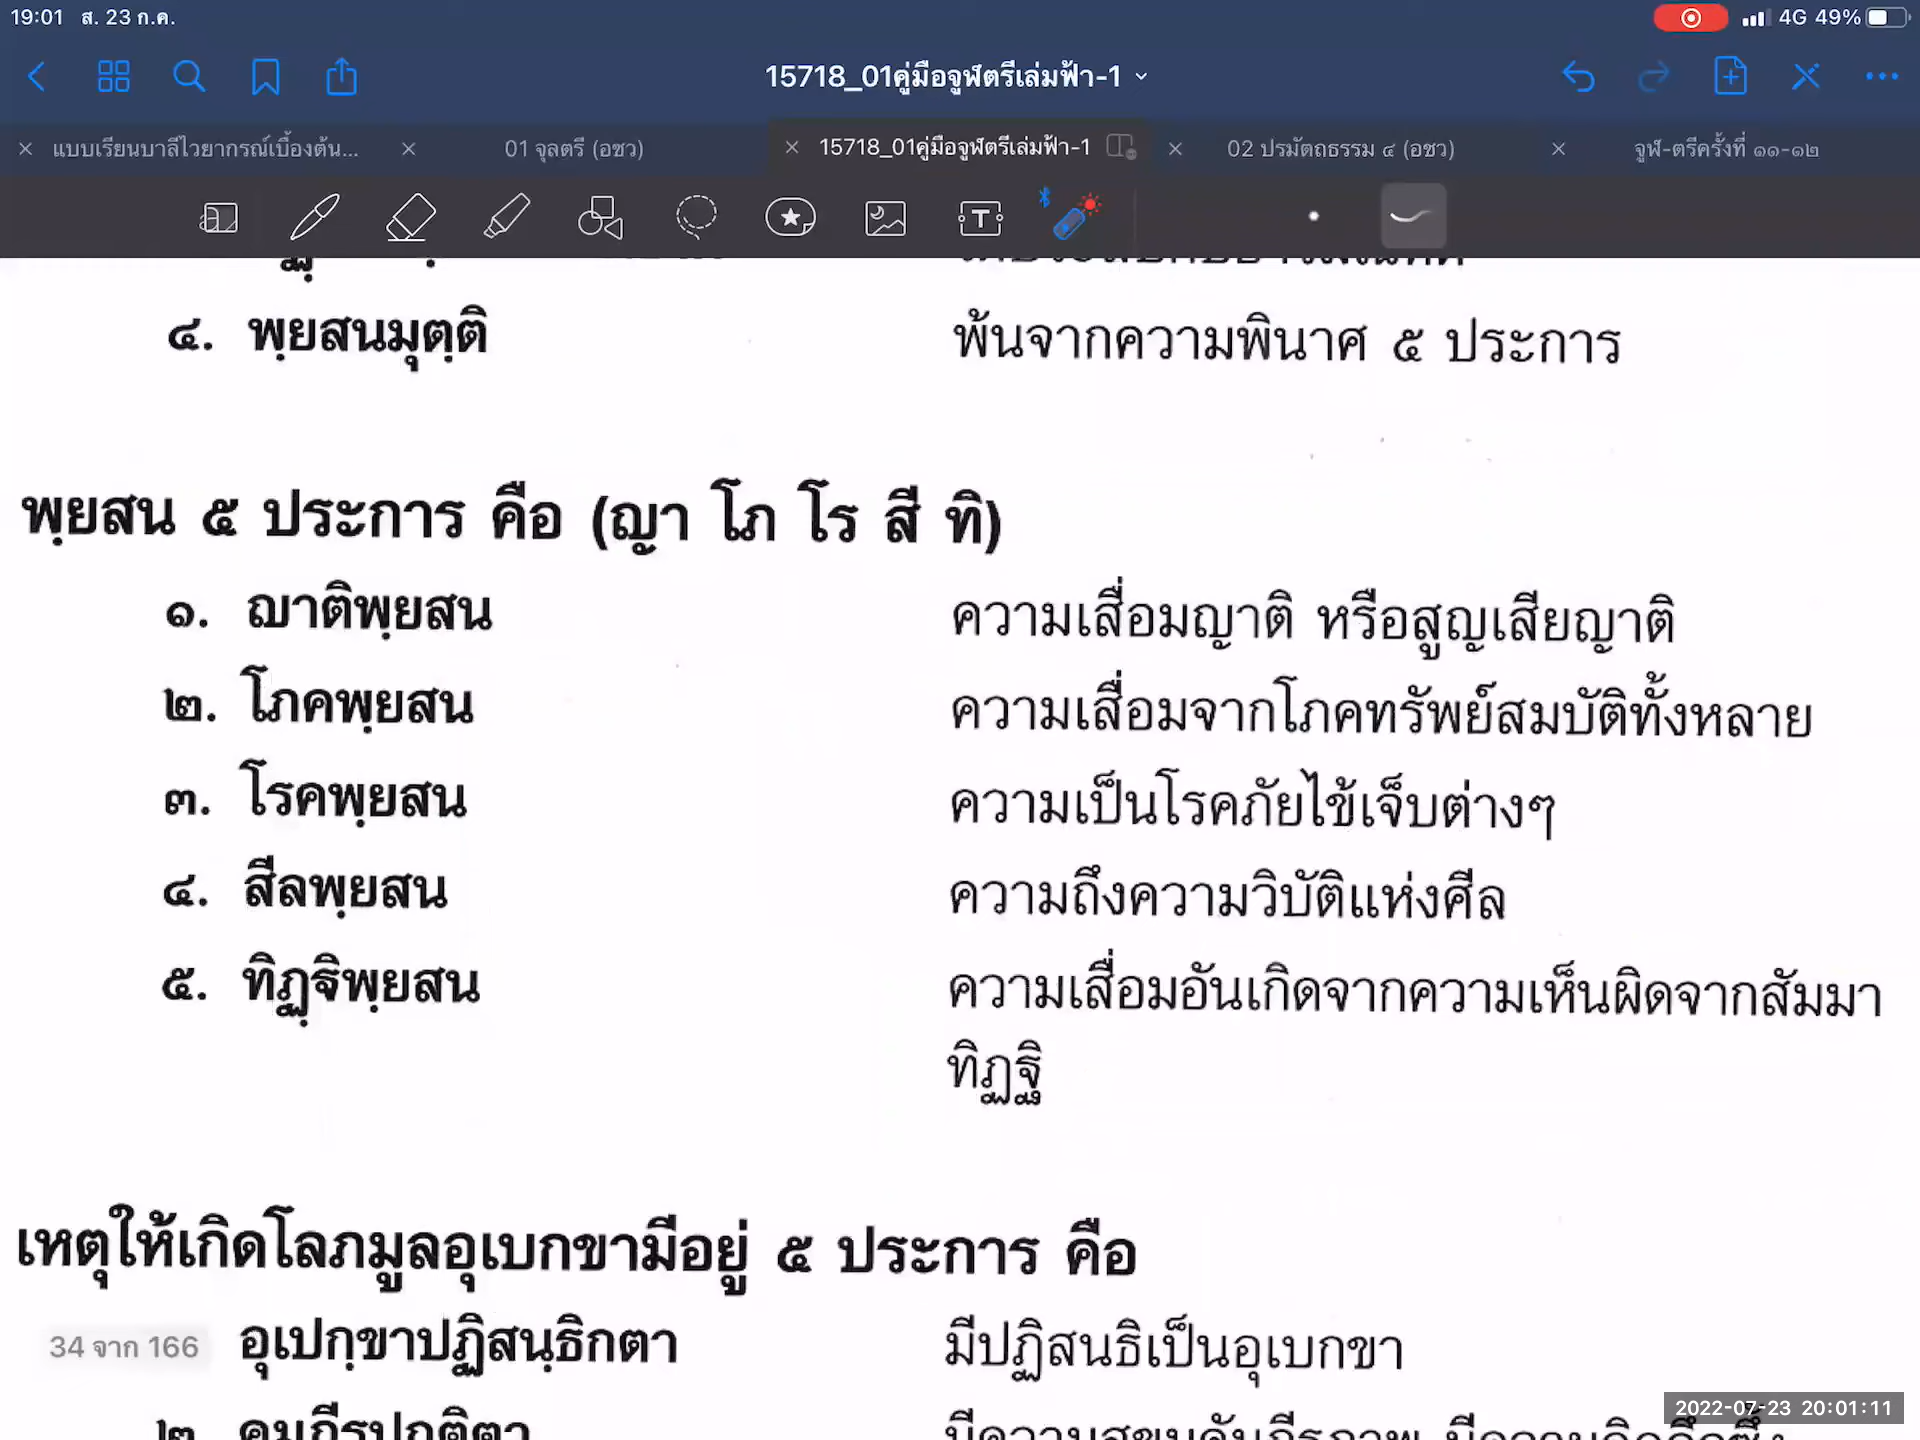 19:01 ส. 23 ก.ค.
4G 49%
15718_01คู่มือจูฬตรีเล่มฟ้า-1
แบบเรียนบาลีไวยากรณ์เบื้องต้น...
01 จุลตรี (อชว)
15718_01คู่มือจูฬตรีเล่มฟ้า-1
02 ปรมัตถธรรม ๔ (อชว)
จูฬ-ตรีครั้งที่ ๑๑-๑๒
๔. พฺยสนมุตฺติ พ้นจากความพินาศ ๕ ประการ
พฺยสน ๕ ประการ คือ (ญา โภ โร สี ทิ)
๑. ญาติพฺยสน ความเสื่อมญาติ หรือสูญเสียญาติ
๒. โภคพฺยสน ความเสื่อมจากโภคทรัพย์สมบัติทั้งหลาย
๓. โรคพฺยสน ความเป็นโรคภัยไข้เจ็บต่างๆ
๔. สีลพฺยสน ความถึงความวิบัติแห่งศีล
๕. ทิฏฺฐิพฺยสน ความเสื่อมอันเกิดจากความเห็นผิดจากสัมมา
ทิฏฐิ
เหตุให้เกิดโลภมูลอุเบกขามีอยู่ ๕ ประการ คือ
34 จาก 166 อุเปกฺขาปฏิสนฺธิกตา มีปฏิสนธิเป็นอุเบกขา
2022-07-23 20:01:11